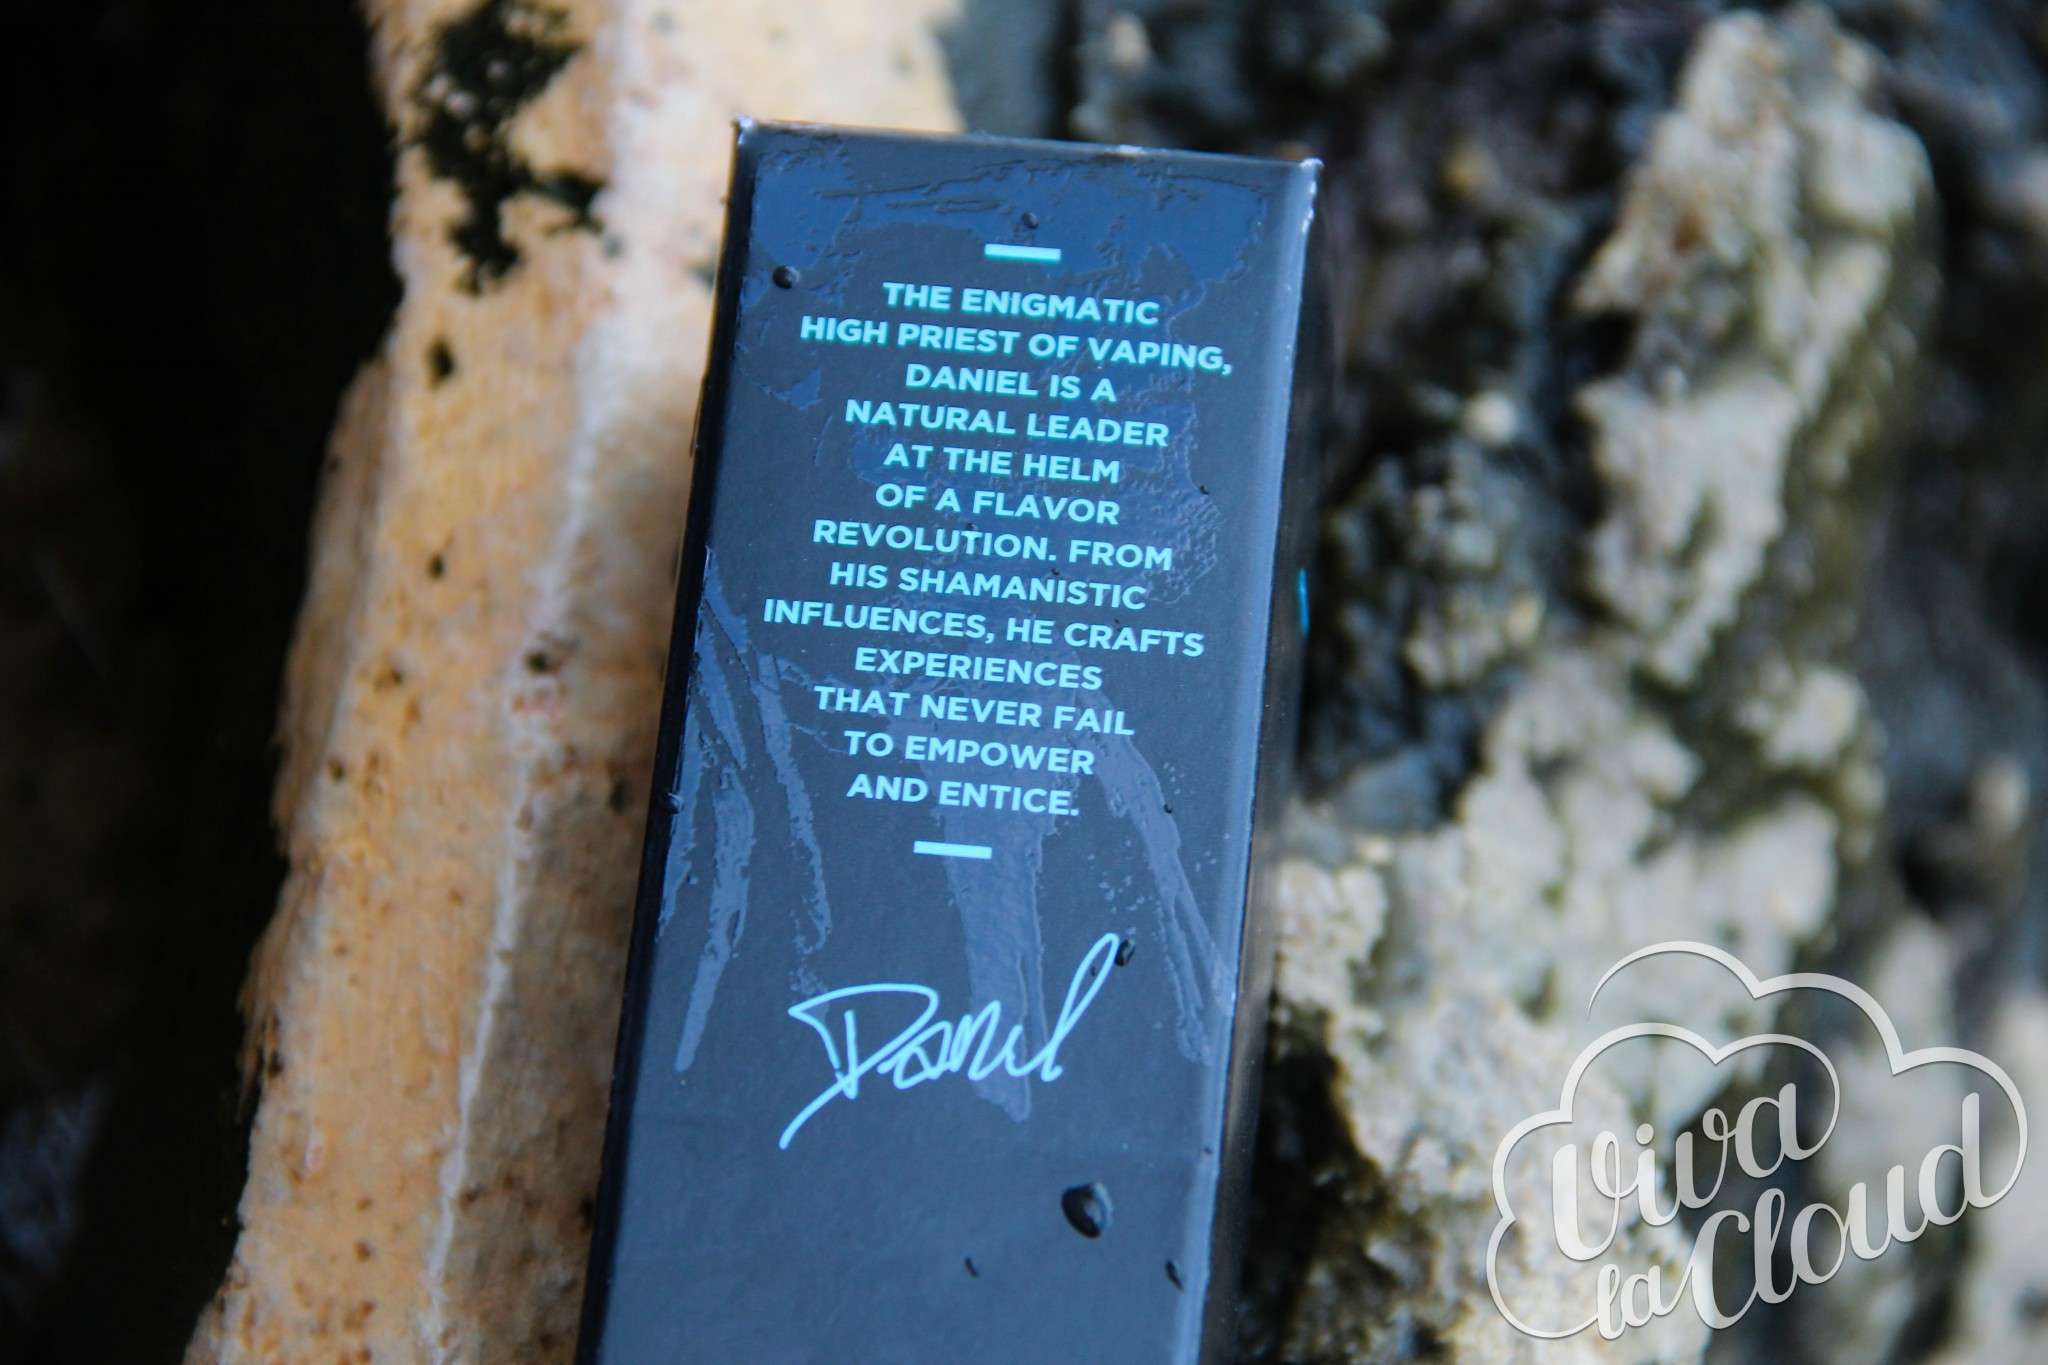 THE ENIGMATIC
HIGH PRIEST OF VAPING,
DANIEL IS A
NATURAL LEADER
AT THE HELM
OF A FLAVOR
REVOLUTION. FROM
HIS SHAMANISTIC
INFLUENCES, HE CRAFTS
EXPERIENCES
THAT NEVER FAIL
TO EMPOWER
AND ENTICE.
Daniel
Viva
la Cloud